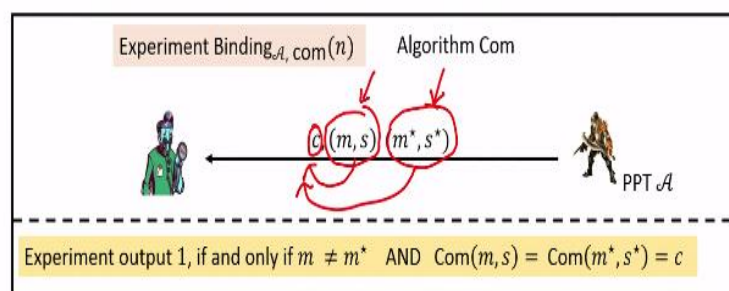 Experiment Binding𝒜, com(n) Algorithm Com
c (m, s) (m*, s*)
PPT 𝒜
Experiment output 1, if and only if m ≠ m* AND Com(m, s) = Com(m*, s*) = c